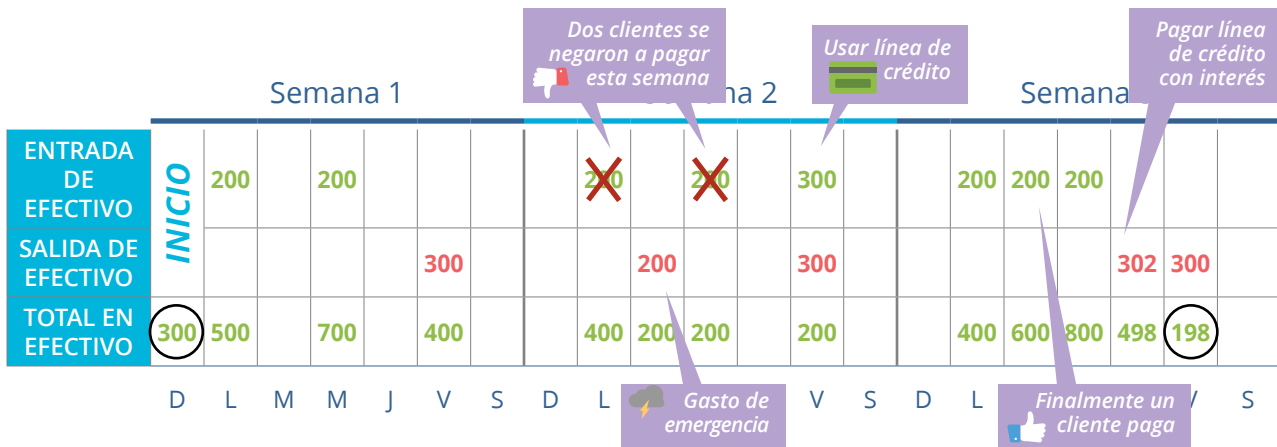 Dos clientes se
negaron a pagar
esta semana
Usar línea de
crédito
Pagar línea
de crédito
con interés
Semana 1
2
Semana
ENTRADA
DE
EFECTIVO
INICIO
200 200 200 200 300 200 200 200
SALIDA DE
EFECTIVO
300 200 300 302 300
TOTAL EN
EFECTIVO
300 500 700 400 400 200 200 200 400 600 800 498 198
D L M M J V S D L V S D L V S
Gasto de
emergencia
Finalmente un
cliente paga